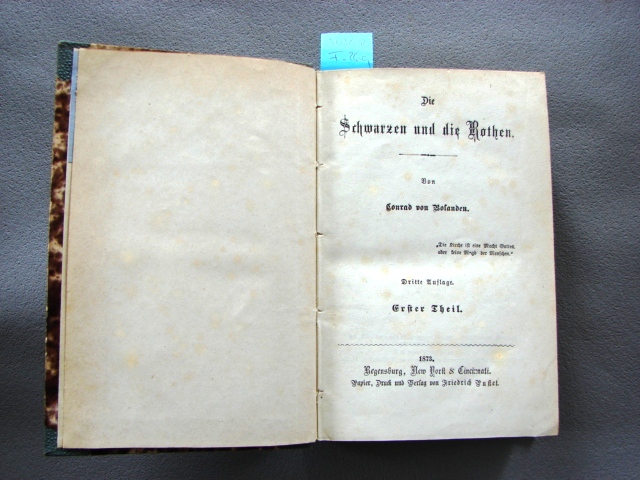 Die
Schwarzen und die Rothen.
Von
Conrad von Bolanden.
„Die Kirche ist eine Macht Gottes,
aber keine Magd der Menschen.“
Dritte Auflage.
Erster Theil.
1873.
Regensburg, New York & Cincinnati.
Papier, Druck und Verlag von Friedrich Pustet.